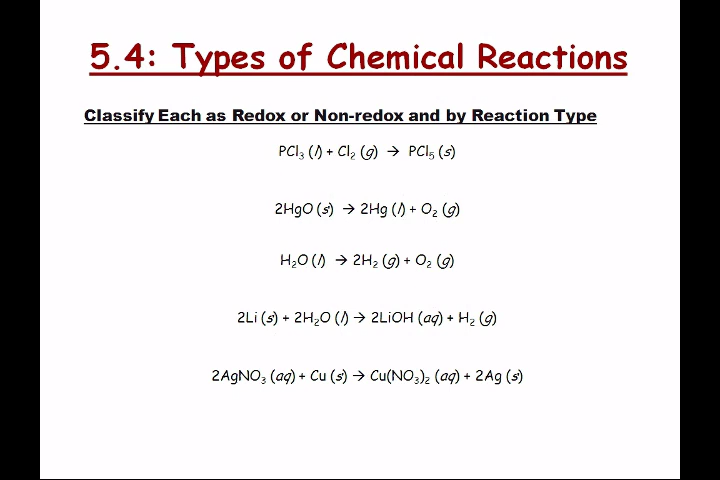 5.4: Types of Chemical Reactions
Classify Each as Redox or Non-redox and by Reaction Type
PCl₃ (l) + Cl₂ (g) → PCl₅ (s)
2HgO (s) → 2Hg (l) + O₂ (g)
H₂O (l) → 2H₂ (g) + O₂ (g)
2Li (s) + 2H₂O (l) → 2LiOH (aq) + H₂ (g)
2AgNO₃ (aq) + Cu (s) → Cu(NO₃)₂ (aq) + 2Ag (s)